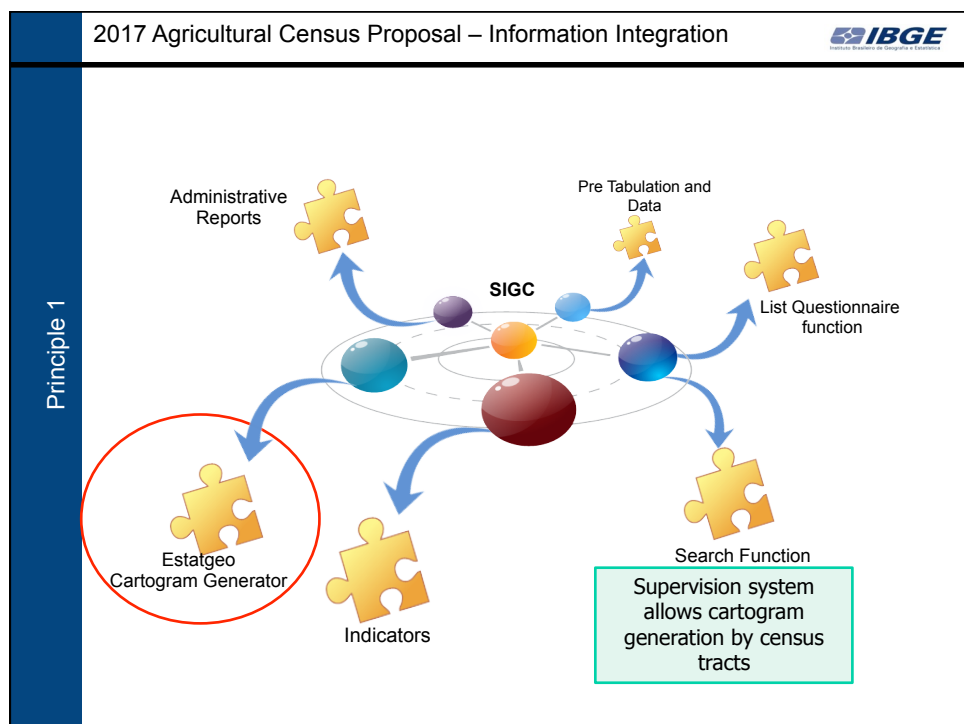 2017 Agricultural Census Proposal – Information Integration
IBGE
Instituto Brasileiro de Geografia e Estatística
Principle 1
Administrative
Reports
Pre Tabulation and
Data
SIGC
List Questionnaire
function
Estatgeo
Cartogram Generator
Indicators
Search Function
Supervision system
allows cartogram
generation by census
tracts